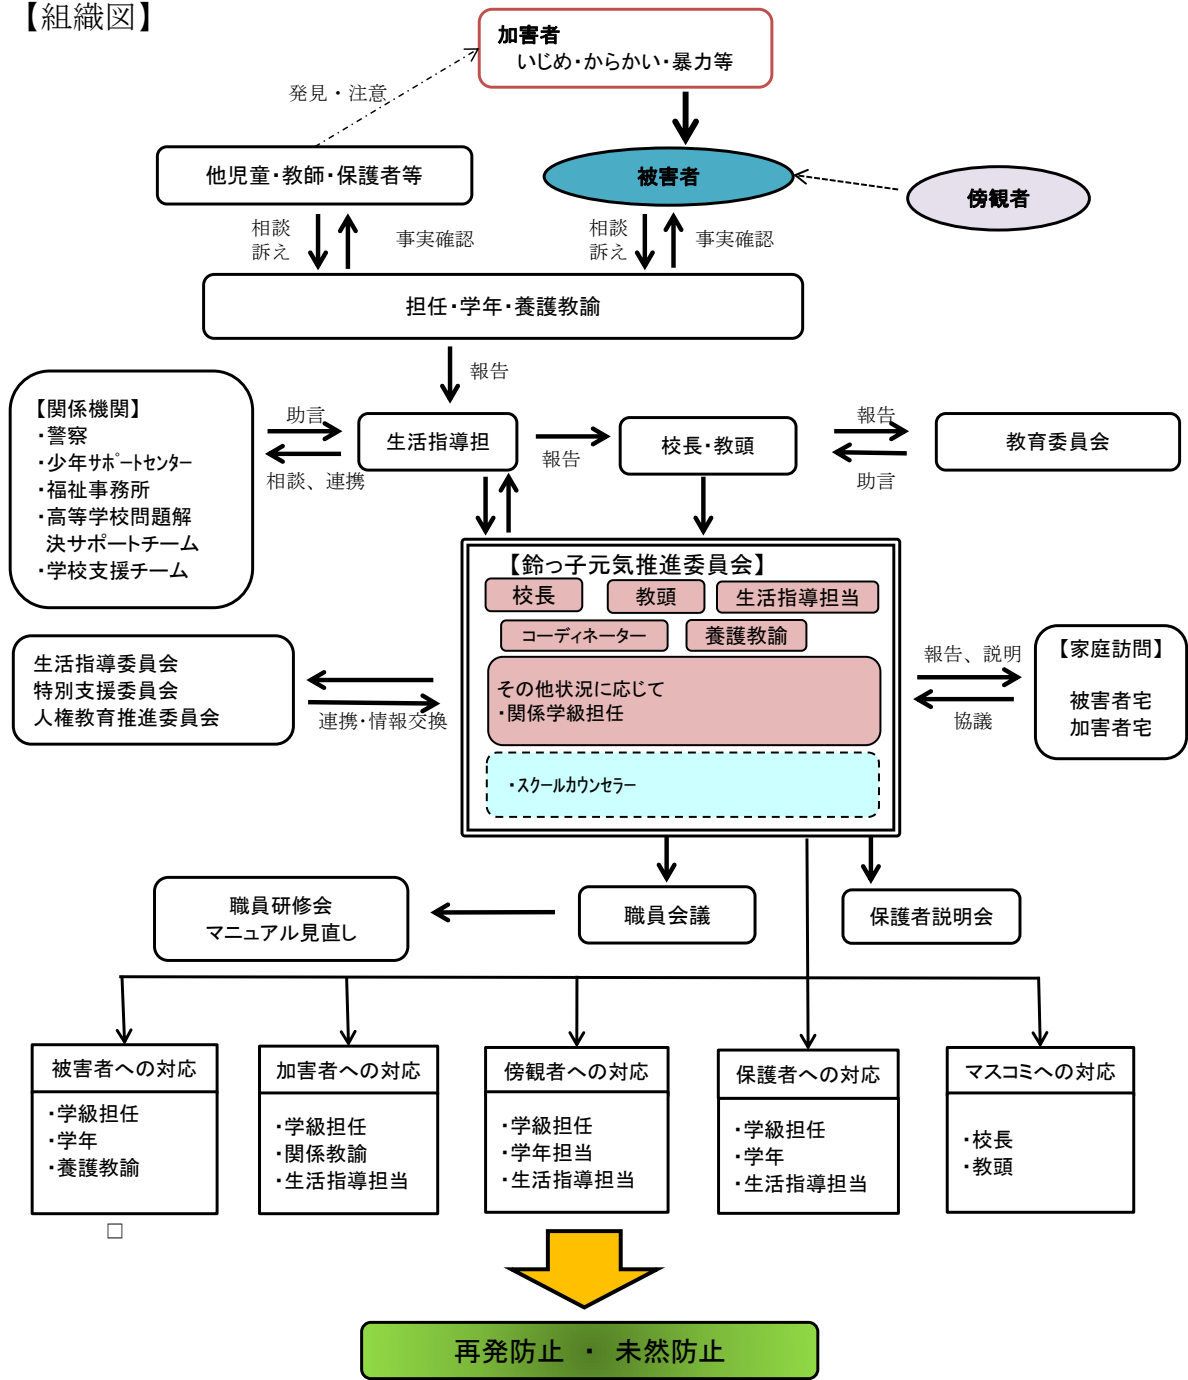 【組織図】
加害者
いじめ・からかい・暴力等
発見・注意
他児童・教師・保護者等
被害者
傍観者
相談
訴え
事実確認
相談
訴え
事実確認
担任・学年・養護教諭
報告
【関係機関】
・警察
・少年サポートセンター
・福祉事務所
・高等学校問題解
決サポートチーム
・学校支援チーム
助言
相談、連携
生活指導担
報告
校長・教頭
報告
助言
教育委員会
【鈴っ子元気推進委員会】
校長
教頭
生活指導担当
コーディネーター
養護教諭
その他状況に応じて
・関係学級担任
・スクールカウンセラー
生活指導委員会
特別支援委員会
人権教育推進委員会
連携・情報交換
報告、説明
協議
【家庭訪問】
被害者宅
加害者宅
職員研修会
マニュアル見直し
職員会議
保護者説明会
被害者への対応
・学級担任
・学年
・養護教諭
加害者への対応
・学級担任
・関係教諭
・生活指導担当
傍観者への対応
・学級担任
・学年担当
・生活指導担当
保護者への対応
・学級担任
・学年
・生活指導担当
マスコミへの対応
・校長
・教頭
□
再発防止 ・ 未然防止